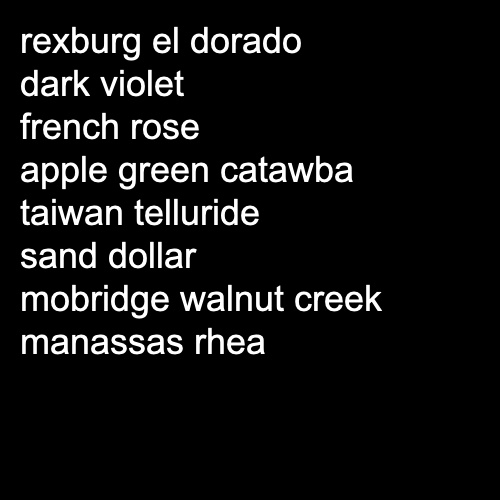 rexburg el dorado
dark violet
french rose
apple green catawba
taiwan telluride
sand dollar
mobridge walnut creek
manassas rhea